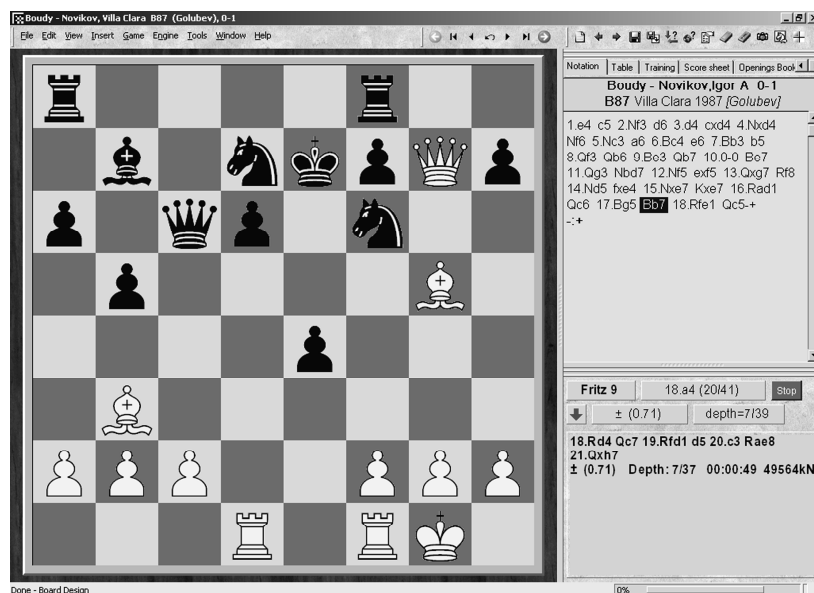 Boudy - Novikov, Villa Clara B87 (Golubev), 0-1
File Edit View Insert Game Engine Tools Window Help
Notation Table Training Score sheet Openings Book
Boudy - Novikov,Igor A 0-1
B87 Villa Clara 1987 [Golubev]
1.e4 c5 2.Nf3 d6 3.d4 cxd4 4.Nxd4
Nf6 5.Nc3 a6 6.Bc4 e6 7.Bb3 b5
8.Qf3 Qb6 9.Be3 Qb7 10.0-0 Be7
11.Qg3 Nbd7 12.Nf5 exf5 13.Qxg7 Rf8
14.Nd5 fxe4 15.Nxe7 Kxe7 16.Rad1
Qc6 17.Bg5 Bb7 18.Rfe1 Qc5-+
-:+
Fritz 9 18.a4 (20/41) Stop
± (0.71) depth=7/39
18.Rd4 Qc7 19.Rfd1 d5 20.c3 Rae8
21.Qxh7
± (0.71) Depth: 7/37 00:00:49 49564kN
Done - Board Design 0%